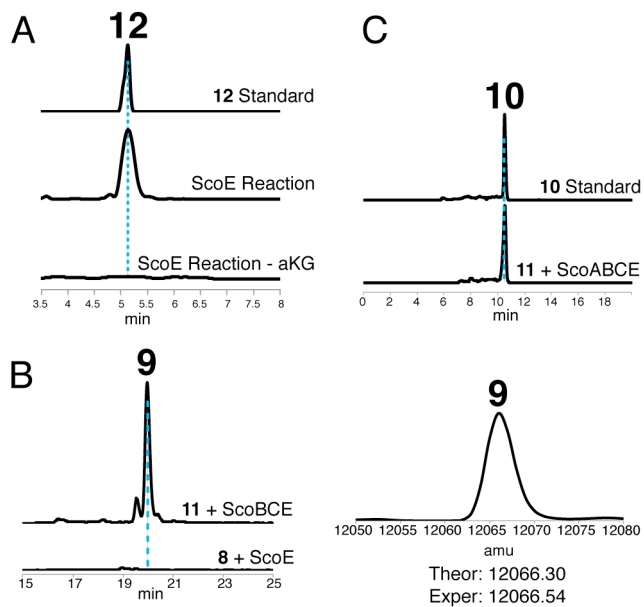 A
12
12 Standard
ScoE Reaction
ScoE Reaction - aKG
3.5 4 4.5 5 5.5 6 6.5 7 7.5 8
min
C
10
10 Standard
11 + ScoABCE
0 2 4 6 8 10 12 14 16 18
min
B
9
11 + ScoBCE
8 + ScoE
15 17 19 21 23 25
min
9
12050 12055 12060 12065 12070 12075 12080
amu
Theor: 12066.30
Exper: 12066.54